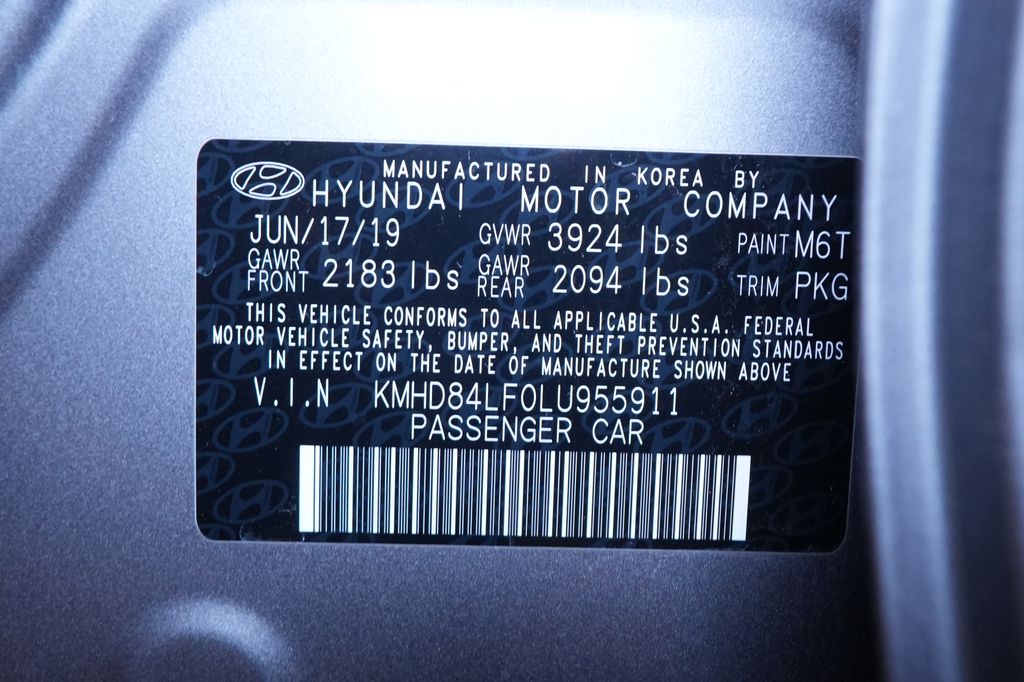 MANUFACTURED IN KOREA BY
HYUNDAI MOTOR COMPANY
JUN/17/19 GVWR 3924 lbs PAINT M6T
GAWR FRONT 2183 lbs GAWR REAR 2094 lbs TRIM PKG
THIS VEHICLE CONFORMS TO ALL APPLICABLE U.S.A. FEDERAL
MOTOR VEHICLE SAFETY, BUMPER, AND THEFT PREVENTION STANDARDS
IN EFFECT ON THE DATE OF MANUFACTURE SHOWN ABOVE
V.I.N KMHD84LF0LU955911
PASSENGER CAR